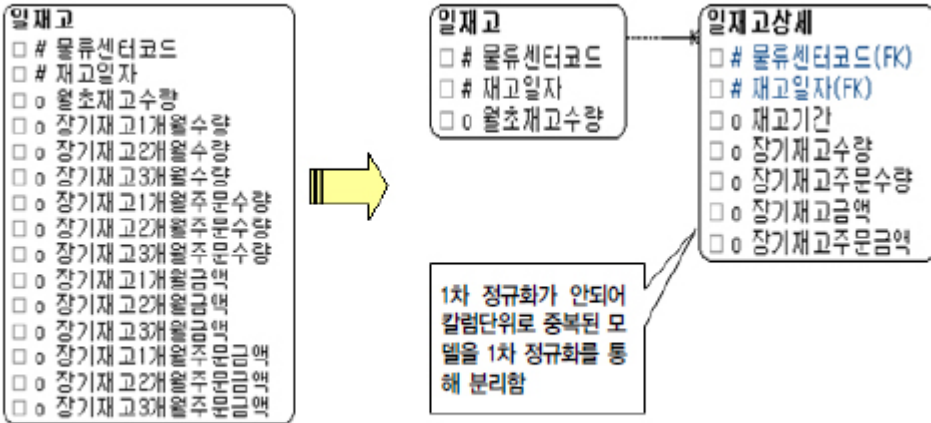 일재고
□ # 물류센터코드
□ # 재고일자
□ o 월초재고수량
□ o 장기재고1개월수량
□ o 장기재고2개월수량
□ o 장기재고3개월수량
□ o 장기재고1개월주문수량
□ o 장기재고2개월주문수량
□ o 장기재고3개월주문수량
□ o 장기재고1개월금액
□ o 장기재고2개월금액
□ o 장기재고3개월금액
□ o 장기재고1개월주문금액
□ o 장기재고2개월주문금액
□ o 장기재고3개월주문금액
일재고
□ # 물류센터코드
□ # 재고일자
□ o 월초재고수량
일재고상세
□ # 물류센터코드(FK)
□ # 재고일자(FK)
□ o 재고기간
□ o 장기재고수량
□ o 장기재고주문수량
□ o 장기재고금액
□ o 장기재고주문금액
1차 정규화가 안되어
칼럼단위로 중복된 모
델을 1차 정규화를 통
해 분리함